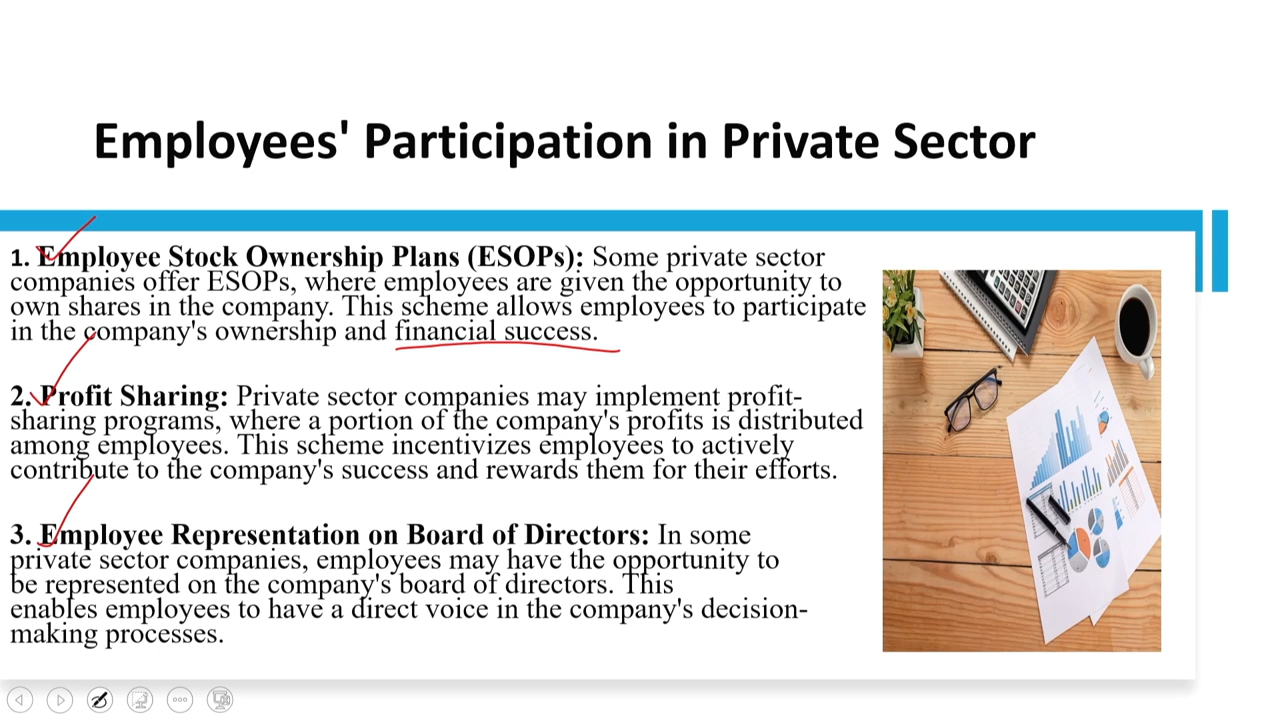 Employees' Participation in Private Sector
1. Employee Stock Ownership Plans (ESOPs): Some private sector
companies offer ESOPs, where employees are given the opportunity to
own shares in the company. This scheme allows employees to participate
in the company's ownership and financial success.
2. Profit Sharing: Private sector companies may implement profit-
sharing programs, where a portion of the company's profits is distributed
among employees. This scheme incentivizes employees to actively
contribute to the company's success and rewards them for their efforts.
3. Employee Representation on Board of Directors: In some
private sector companies, employees may have the opportunity to
be represented on the company's board of directors. This
enables employees to have a direct voice in the company's decision-
making processes.